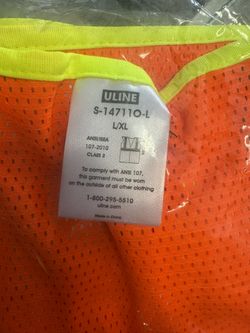 ULINE
S-14711O-L
L/XL
ANSI/ISEA
107-2010
CLASS 2
To comply with ANSI 107,
this garment must be worn
on the outside of all other clothing
1-800-295-5510
uline.com
Made in China